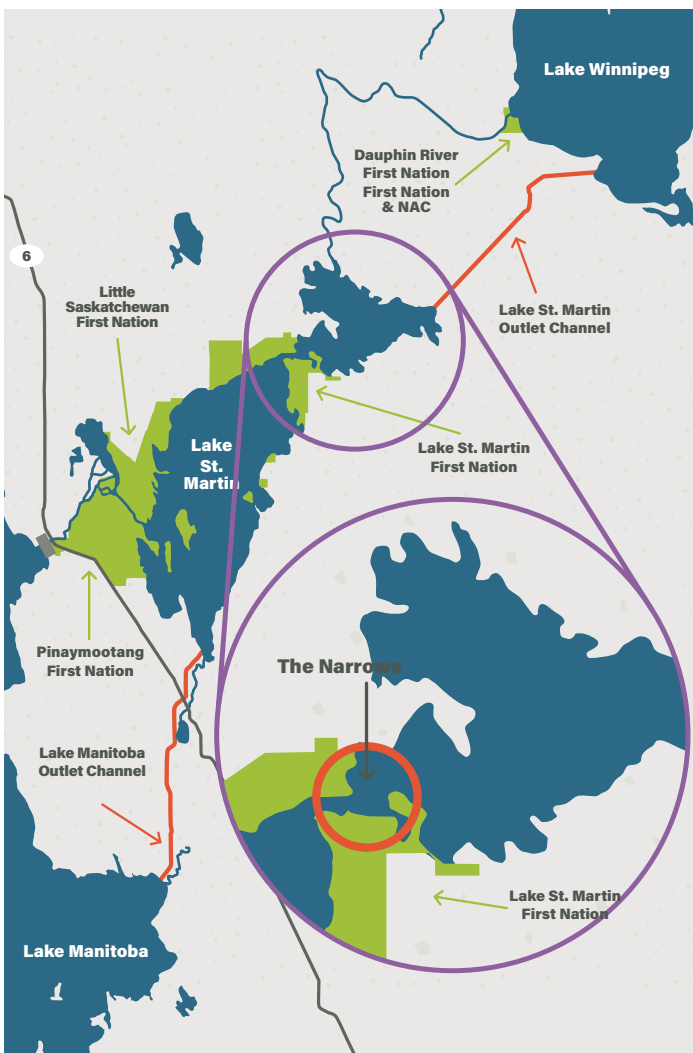 Lake Winnipeg
Dauphin River
First Nation
First Nation
& NAC
6
Little
Saskatchewan
First Nation
Lake St. Martin
Outlet Channel
Lake
St.
Martin
Lake St. Martin
First Nation
Pinaymootang
First Nation
The Narrows
Lake Manitoba
Outlet Channel
Lake St. Martin
First Nation
Lake Manitoba